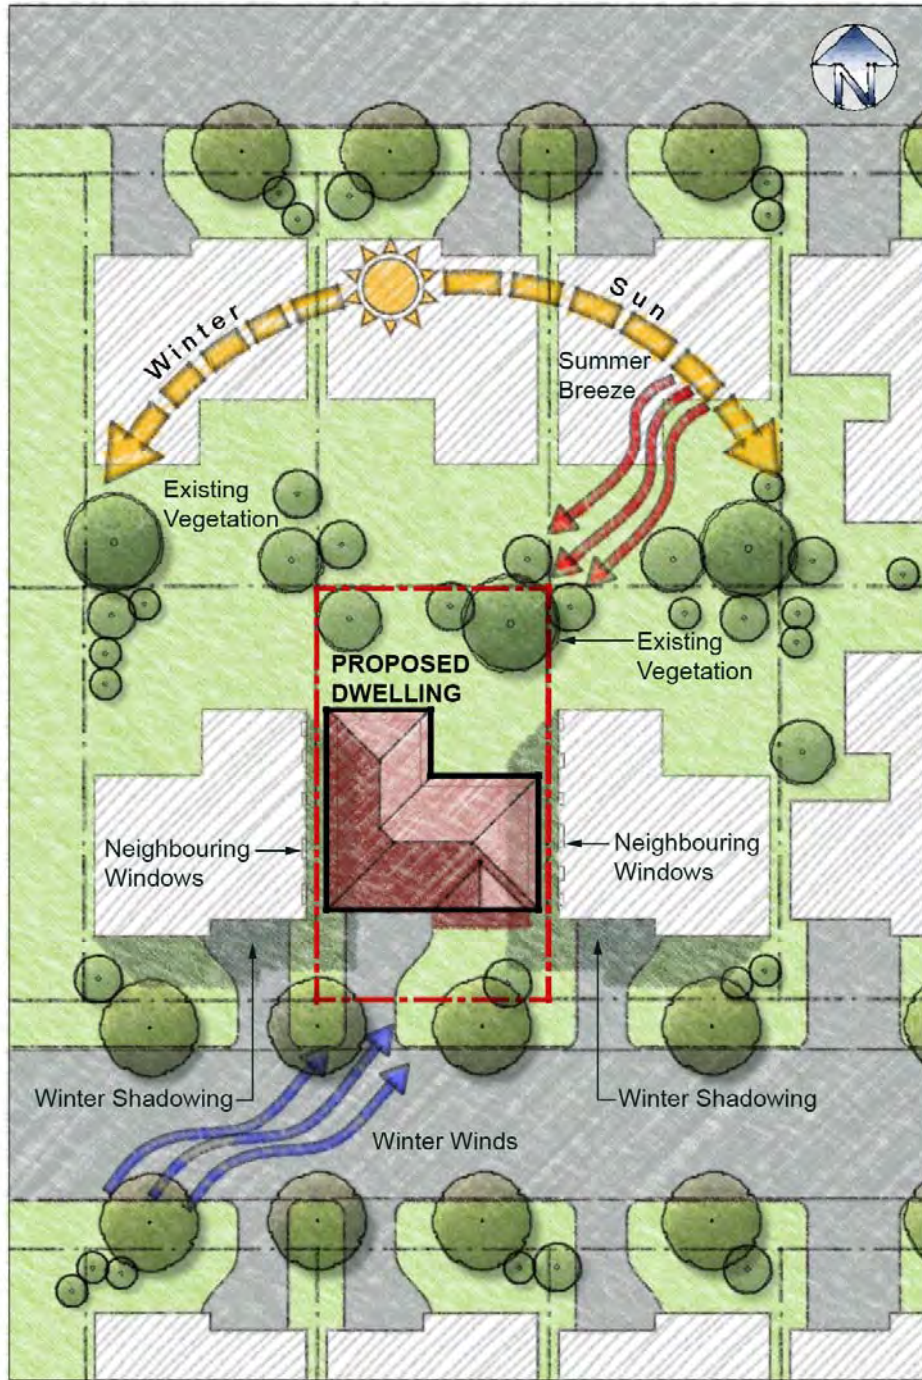 N
Winter
Sun
Summer
Breeze
Existing
Vegetation
Existing
Vegetation
PROPOSED
DWELLING
Neighbouring
Windows
Neighbouring
Windows
Winter Shadowing
Winter Shadowing
Winter Winds